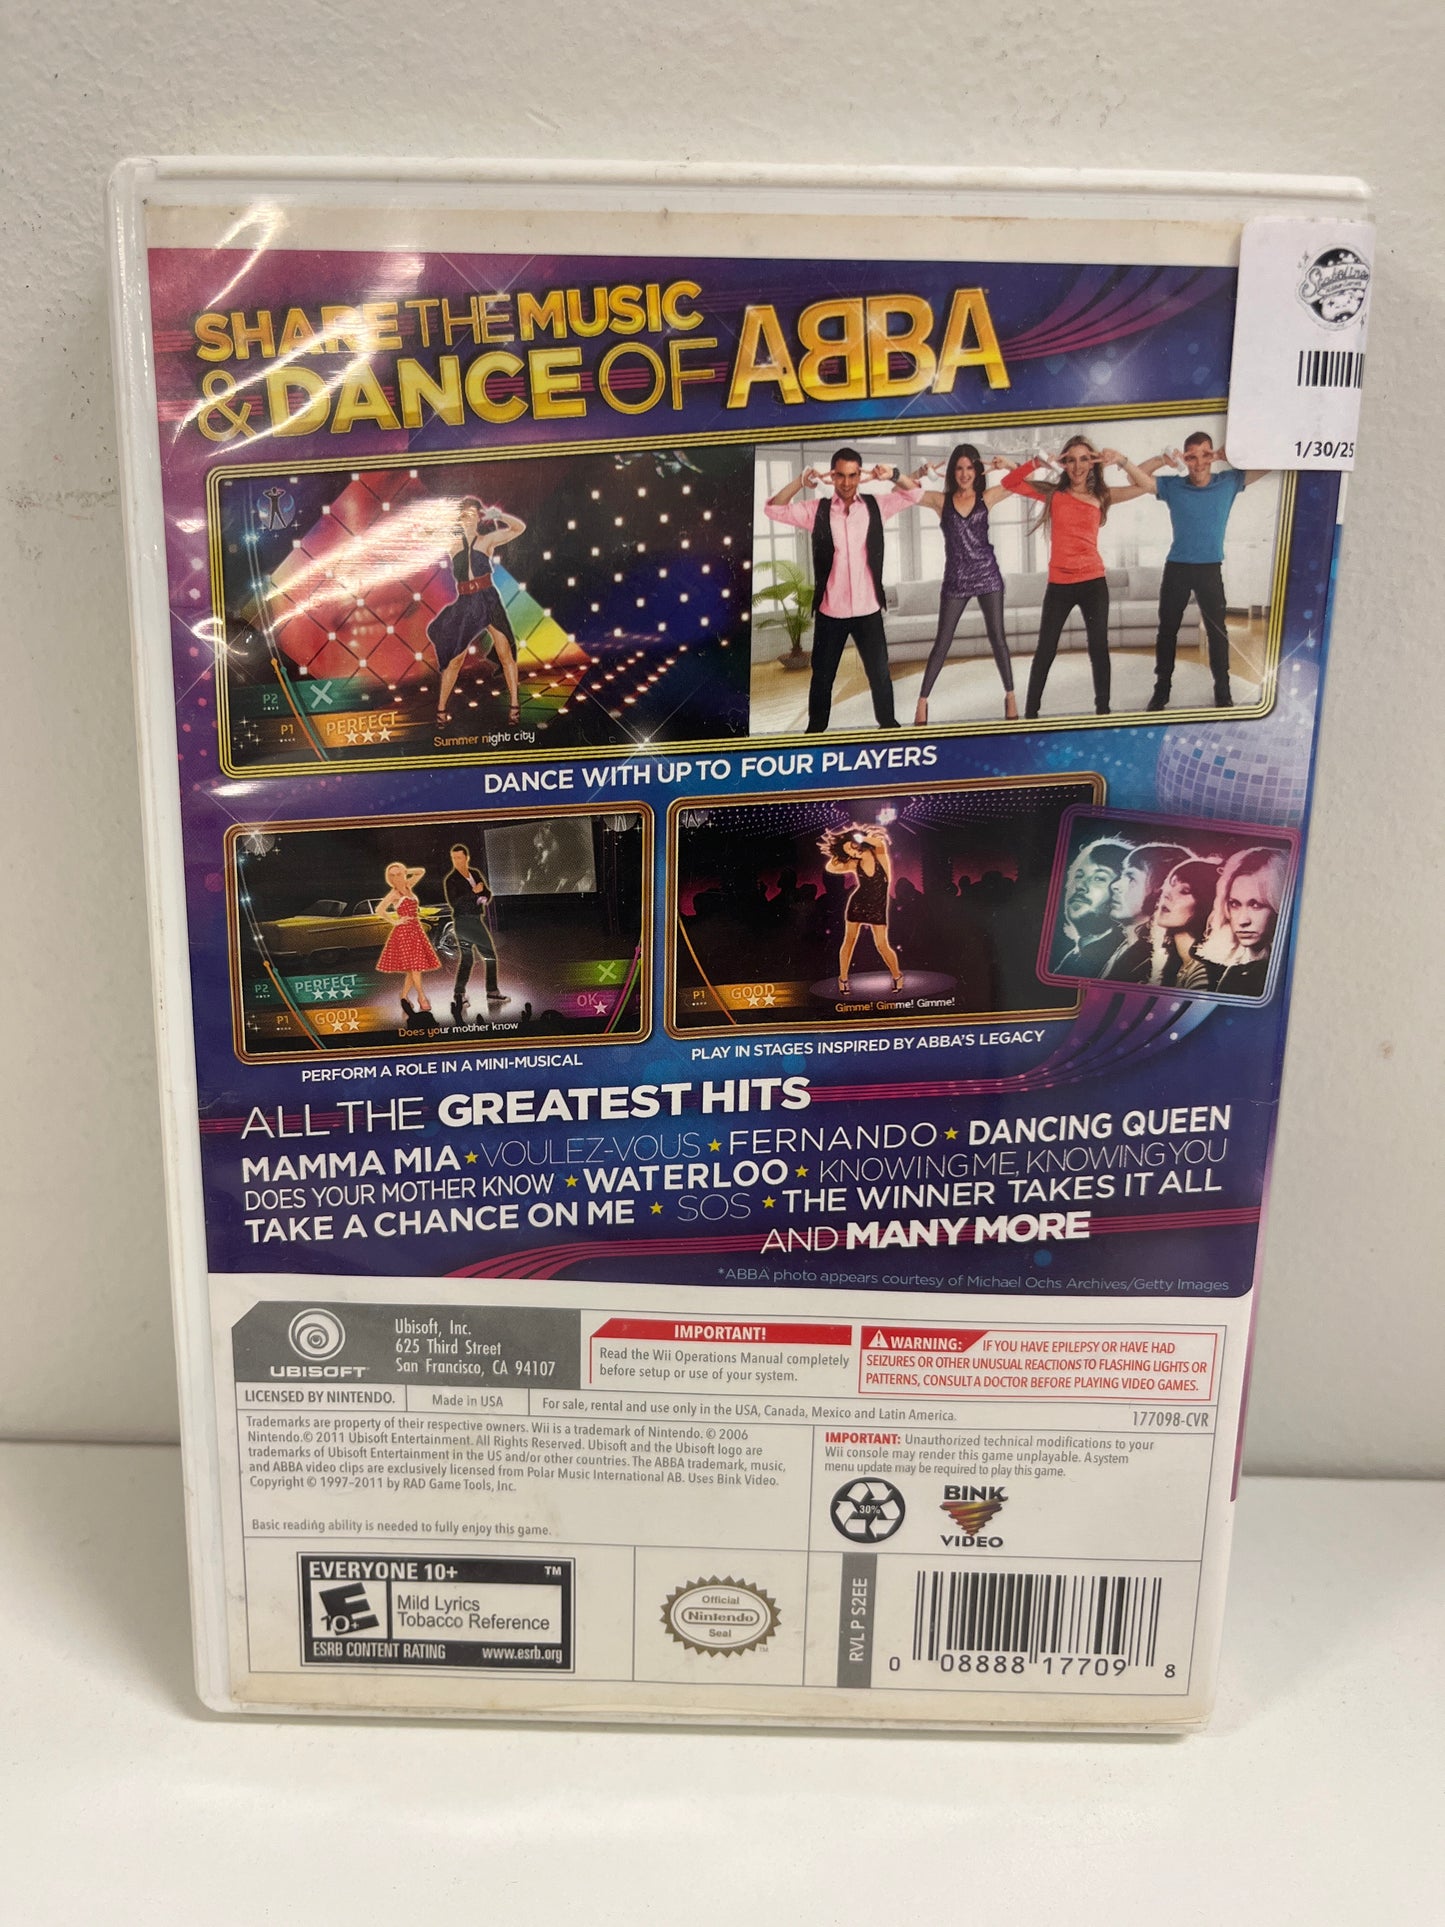 SHARE THE MUSIC
& DANCE OF ABBA
1/30/25
P2
P1 PERFECT
Summer night city
DANCE WITH UP TO FOUR PLAYERS
P2 PERFECT
P1 GOOD
OK
Does your mother know
P1 GOOD
Gimme! Gimme! Gimme!
PERFORM A ROLE IN A MINI-MUSICAL
PLAY IN STAGES INSPIRED BY ABBA'S LEGACY
ALL THE GREATEST HITS
MAMMA MIA ★ VOULEZ-VOUS ★ FERNANDO ★ DANCING QUEEN
DOES YOUR MOTHER KNOW ★ WATERLOO ★ KNOWING ME, KNOWING YOU
TAKE A CHANCE ON ME ★ SOS ★ THE WINNER TAKES IT ALL
AND MANY MORE
*ABBA photo appears courtesy of Michael Ochs Archives/Getty Images
UBISOFT
Ubisoft, Inc.
625 Third Street
San Francisco, CA 94107
IMPORTANT!
Read the Wii Operations Manual completely
before setup or use of your system.
WARNING: IF YOU HAVE EPILEPSY OR HAVE HAD
SEIZURES OR OTHER UNUSUAL REACTIONS TO FLASHING LIGHTS OR
PATTERNS, CONSULT A DOCTOR BEFORE PLAYING VIDEO GAMES.
LICENSED BY NINTENDO.
Made in USA
For sale, rental and use only in the USA, Canada, Mexico and Latin America.
177098-CVR
Trademarks are property of their respective owners. Wii is a trademark of Nintendo. © 2006
Nintendo.© 2011 Ubisoft Entertainment. All Rights Reserved. Ubisoft and the Ubisoft logo are
trademarks of Ubisoft Entertainment in the US and/or other countries. The ABBA trademark, music,
and ABBA video clips are exclusively licensed from Polar Music International AB. Uses Bink Video.
Copyright © 1997-2011 by RAD Game Tools, Inc.
Basic reading ability is needed to fully enjoy this game.
IMPORTANT: Unauthorized technical modifications to your
Wii console may render this game unplayable. A system
menu update may be required to play this game.
30%
BINK
VIDEO
EVERYONE 10+ ™
E
10+
Mild Lyrics
Tobacco Reference
ESRB CONTENT RATING www.esrb.org
Official
Nintendo
Seal
™
RVL P S2EE
0 08888 17709 8